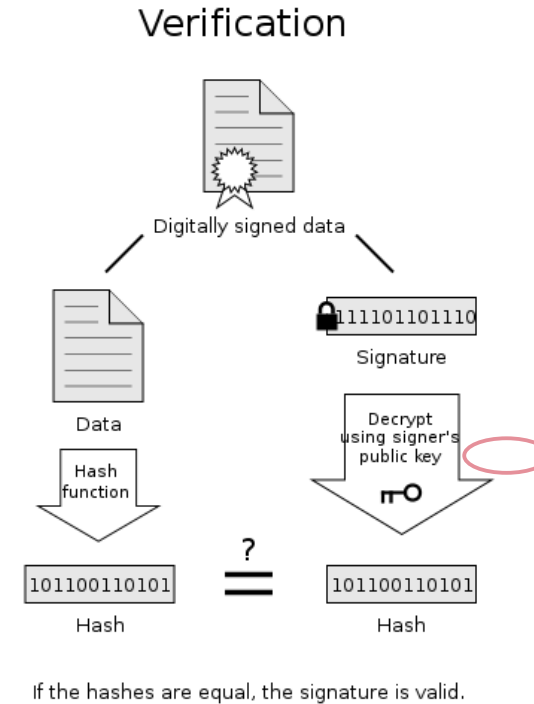 Verification
Digitally signed data
111101101110
Signature
Data
Decrypt
using signer's
public key
Hash
function
?
=
101100110101
101100110101
Hash
Hash
If the hashes are equal, the signature is valid.